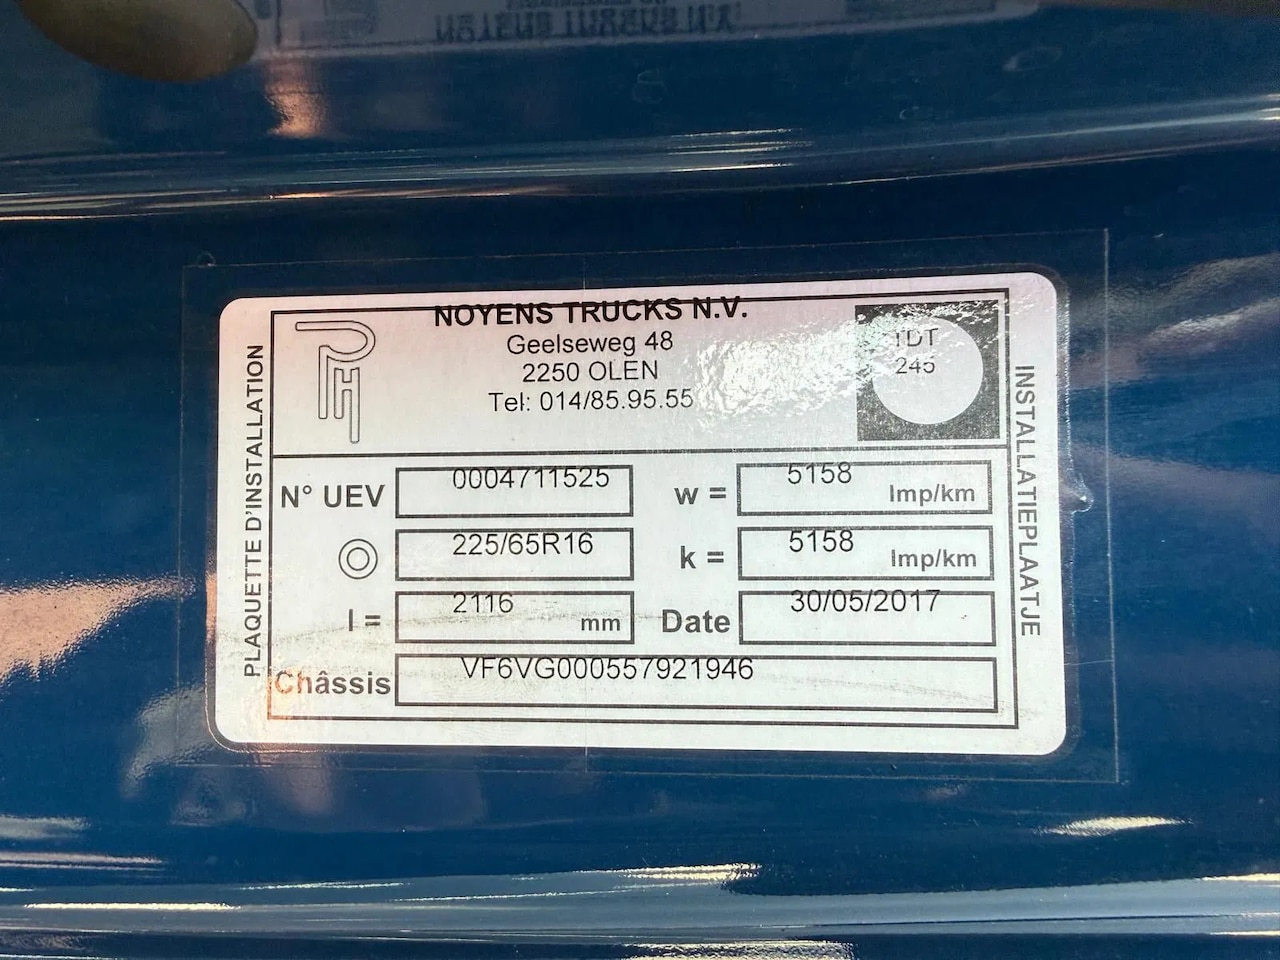 NOYENS TRUCKS N.V.
Geelseweg 48
2250 OLEN
Tel: 014/85.95.55
TDT
245
PLAQUETTE D'INSTALLATION
INSTALLATIEPLAATJE
N° UEV 0004711525 w = 5158 Imp/km
225/65R16 k = 5158 Imp/km
l = 2116 mm Date 30/05/2017
Châssis VF6VG000557921946